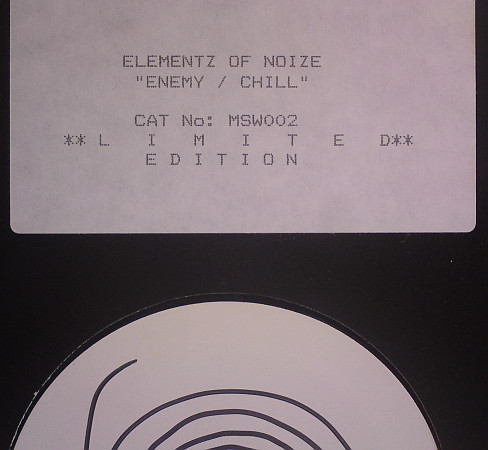 ELEMENTZ OF NOIZE
"ENEMY / CHILL"
CAT No: MSW002
** L I M I T E D**
E D I T I O N